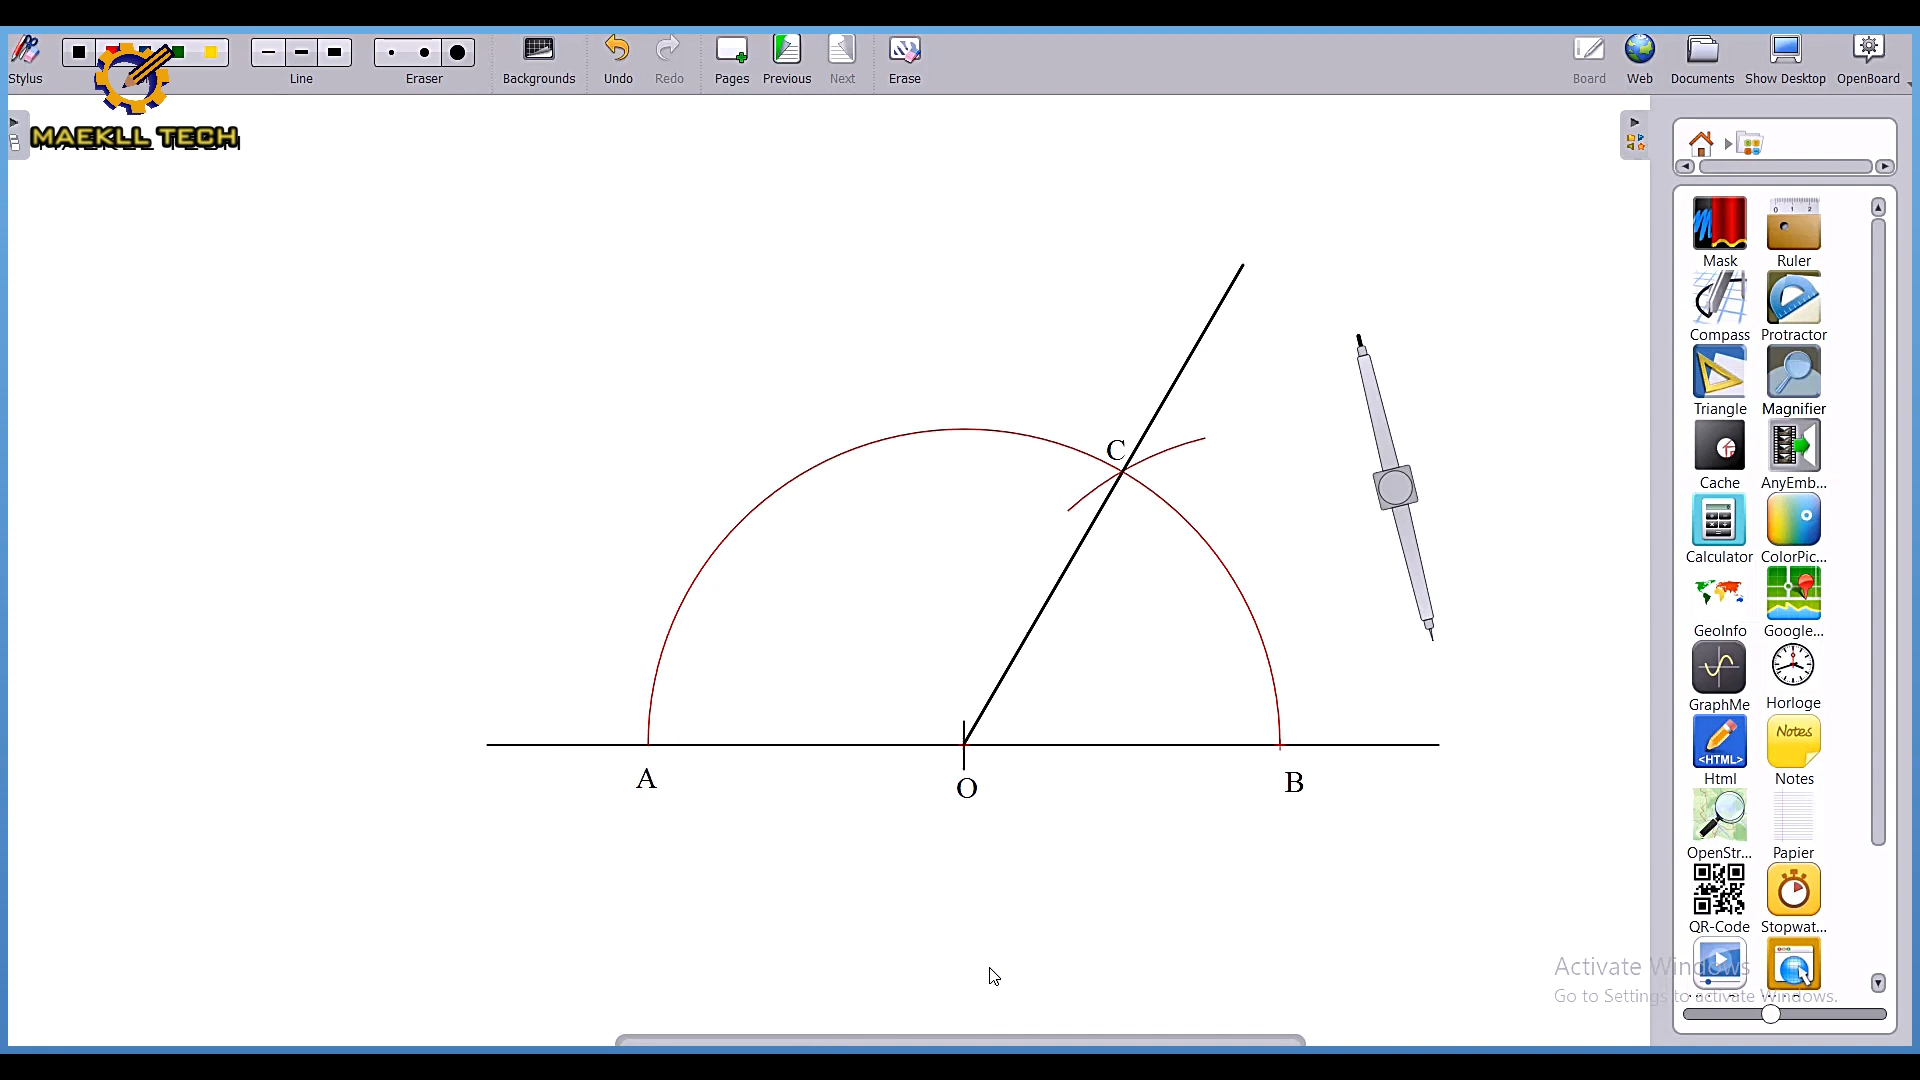 Stylus
Line
Eraser
Backgrounds
Undo
Redo
Pages
Previous
Next
Erase
Board
Web
Documents
Show Desktop
OpenBoard
MAEKLL TECH
Mask
Ruler
Compass
Protractor
Triangle
Magnifier
Cache
AnyEmb...
Calculator
ColorPic...
GeoInfo
Google...
GraphMe
Horloge
<HTML>
Notes
Html
Notes
OpenStr...
Papier
QR-Code
Stopwat...
C
A
O
B
Activate Windows
Go to Settings to activate Windows.